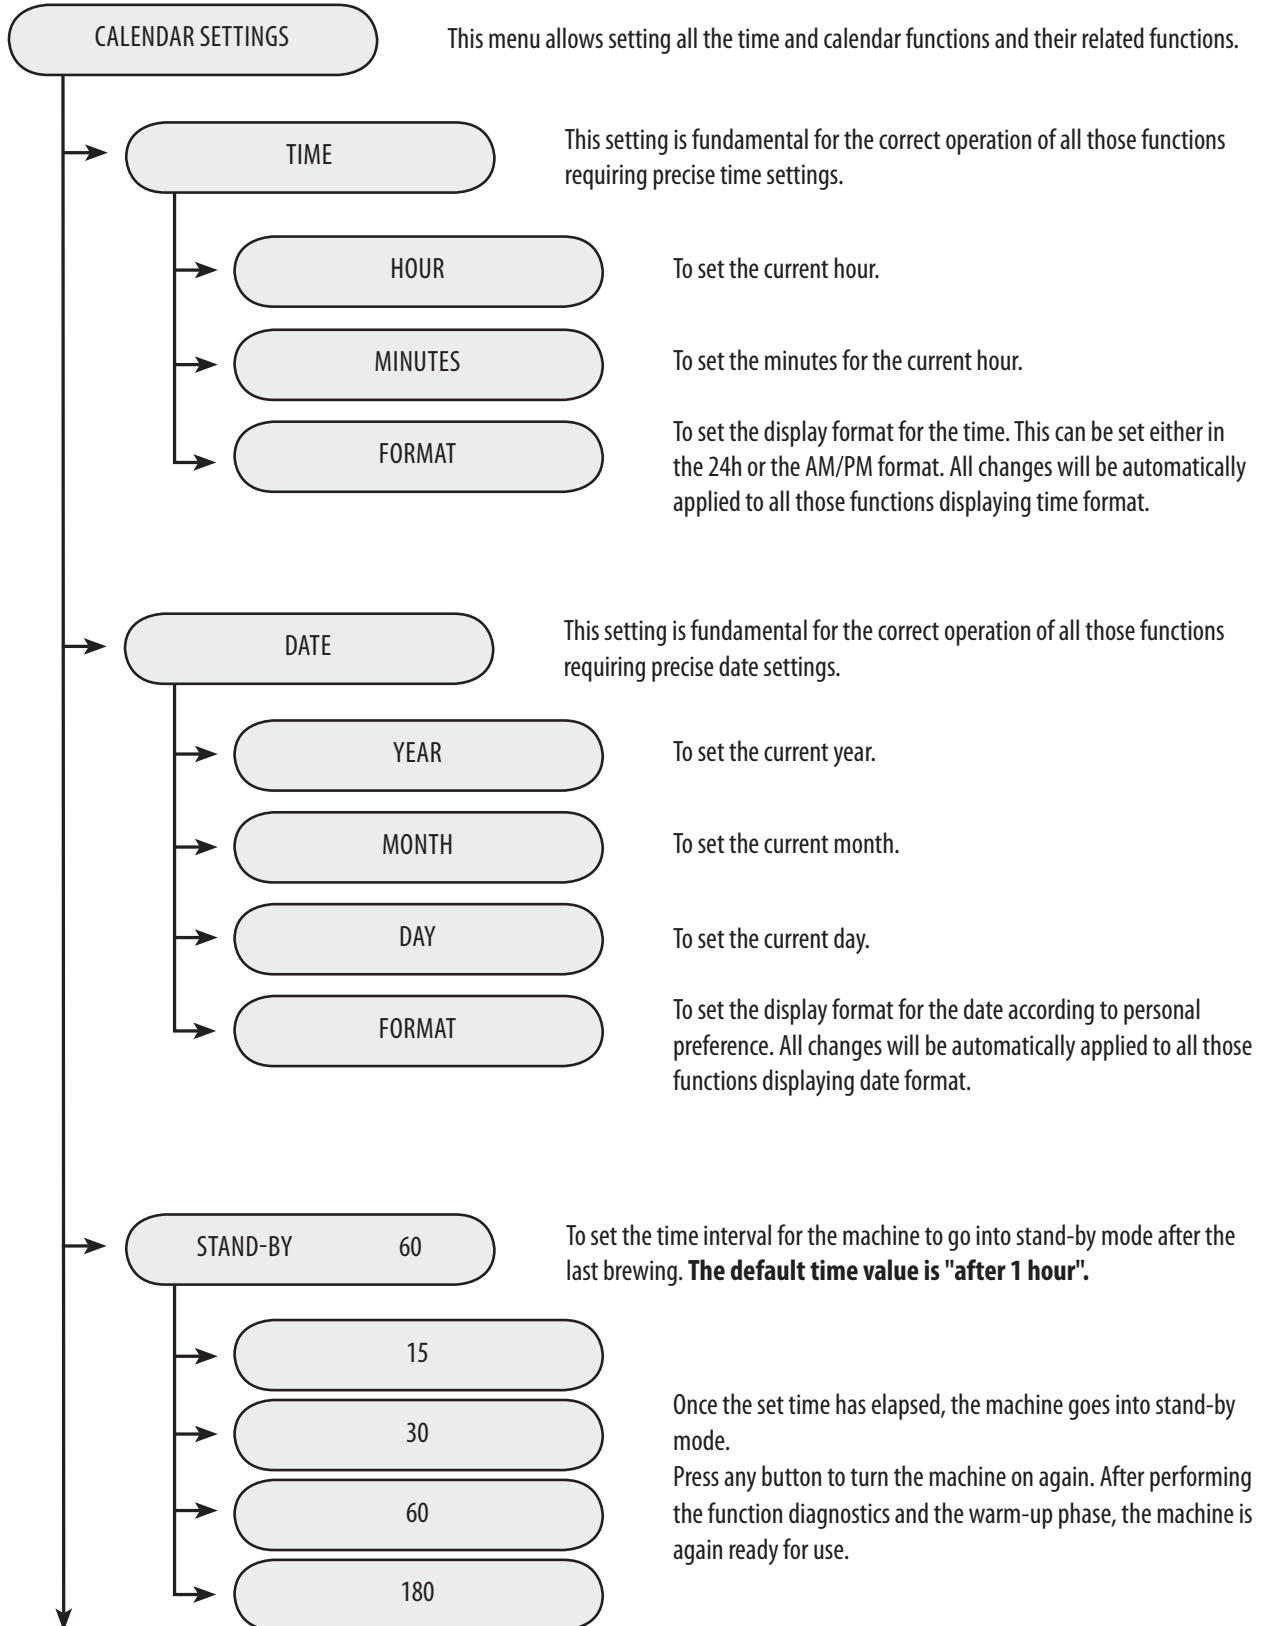 CALENDAR SETTINGS
This menu allows setting all the time and calendar functions and their related functions.
TIME
This setting is fundamental for the correct operation of all those functions
requiring precise time settings.
HOUR
To set the current hour.
MINUTES
To set the minutes for the current hour.
FORMAT
To set the display format for the time. This can be set either in
the 24h or the AM/PM format. All changes will be automatically
applied to all those functions displaying time format.
DATE
This setting is fundamental for the correct operation of all those functions
requiring precise date settings.
YEAR
To set the current year.
MONTH
To set the current month.
DAY
To set the current day.
FORMAT
To set the display format for the date according to personal
preference. All changes will be automatically applied to all those
functions displaying date format.
STAND-BY 60
To set the time interval for the machine to go into stand-by mode after the
last brewing. The default time value is "after 1 hour".
15
30
60
180
Once the set time has elapsed, the machine goes into stand-by
mode.
Press any button to turn the machine on again. After performing
the function diagnostics and the warm-up phase, the machine is
again ready for use.